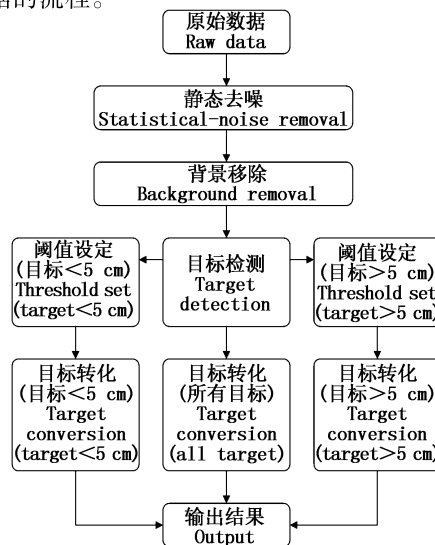 的流程。
原始数据
Raw data
静态去噪
Statistical-noise removal
背景移除
Background removal
阈值设定
(目标<5 cm)
Threshold set
(target<5 cm)
目标检测
Target
detection
阈值设定
(目标>5 cm)
Threshold set
(target>5 cm)
目标转化
(目标<5 cm)
Target
conversion
(target<5 cm)
目标转化
(所有目标)
Target
conversion
(all target)
目标转化
(目标>5 cm)
Target
conversion
(target>5 cm)
输出结果
Output